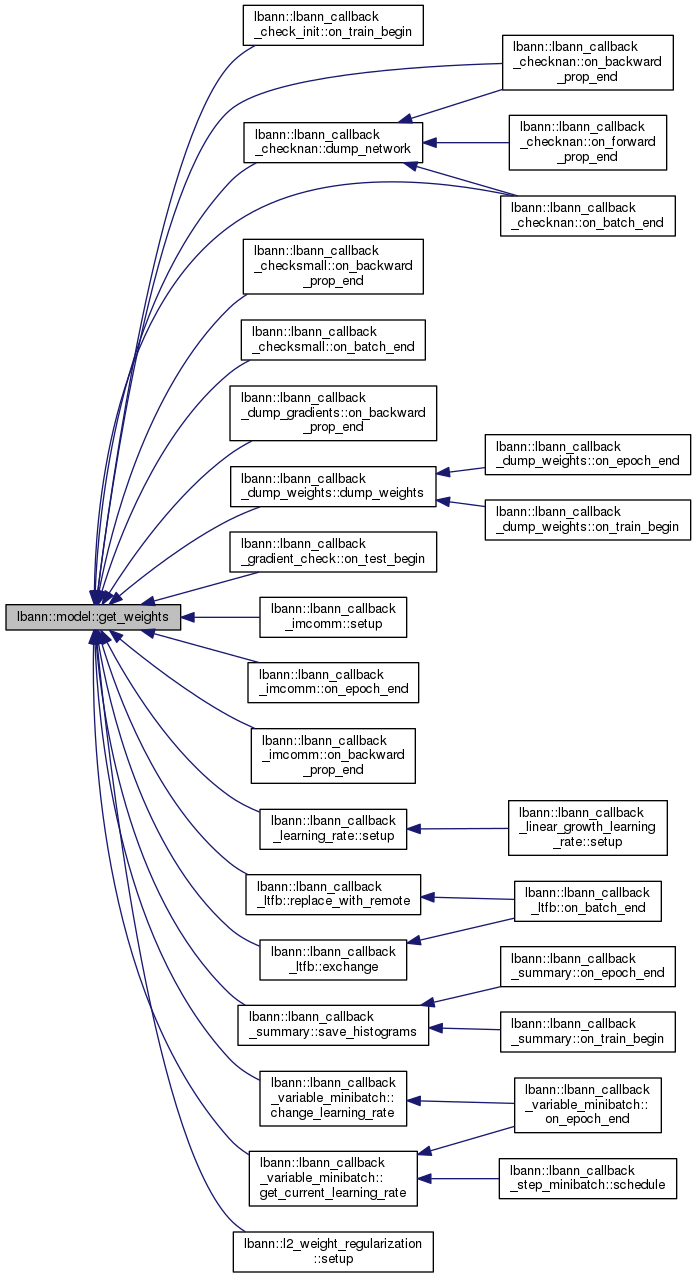 lbann::lbann_callback
_check_init::on_train_begin
lbann::lbann_callback
_checknan::on_backward
_prop_end
lbann::lbann_callback
_checknan::dump_network
lbann::lbann_callback
_checknan::on_forward
_prop_end
lbann::lbann_callback
_checknan::on_batch_end
lbann::lbann_callback
_checksmall::on_backward
_prop_end
lbann::lbann_callback
_checksmall::on_batch_end
lbann::lbann_callback
_dump_gradients::on_backward
_prop_end
lbann::lbann_callback
_dump_weights::on_epoch_end
lbann::lbann_callback
_dump_weights::dump_weights
lbann::lbann_callback
_dump_weights::on_train_begin
lbann::lbann_callback
_gradient_check::on_test_begin
lbann::model::get_weights
lbann::lbann_callback
_imcomm::setup
lbann::lbann_callback
_imcomm::on_epoch_end
lbann::lbann_callback
_imcomm::on_backward
_prop_end
lbann::lbann_callback
_learning_rate::setup
lbann::lbann_callback
_linear_growth_learning
_rate::setup
lbann::lbann_callback
_ltfb::replace_with_remote
lbann::lbann_callback
_ltfb::on_batch_end
lbann::lbann_callback
_ltfb::exchange
lbann::lbann_callback
_summary::on_epoch_end
lbann::lbann_callback
_summary::save_histograms
lbann::lbann_callback
_summary::on_train_begin
lbann::lbann_callback
_variable_minibatch::
change_learning_rate
lbann::lbann_callback
_variable_minibatch::
on_epoch_end
lbann::lbann_callback
_variable_minibatch::
get_current_learning_rate
lbann::lbann_callback
_step_minibatch::schedule
lbann::l2_weight_regularization
::setup